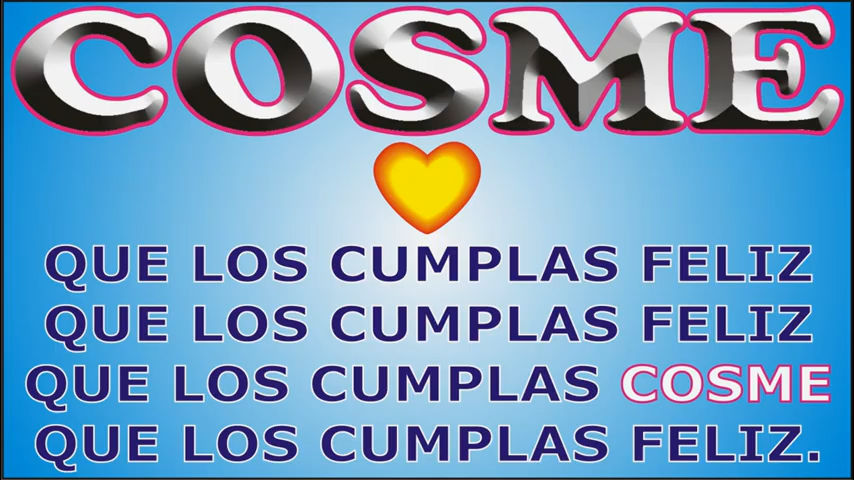 COSME
QUE LOS CUMPLAS FELIZ
QUE LOS CUMPLAS FELIZ
QUE LOS CUMPLAS COSME
QUE LOS CUMPLAS FELIZ.